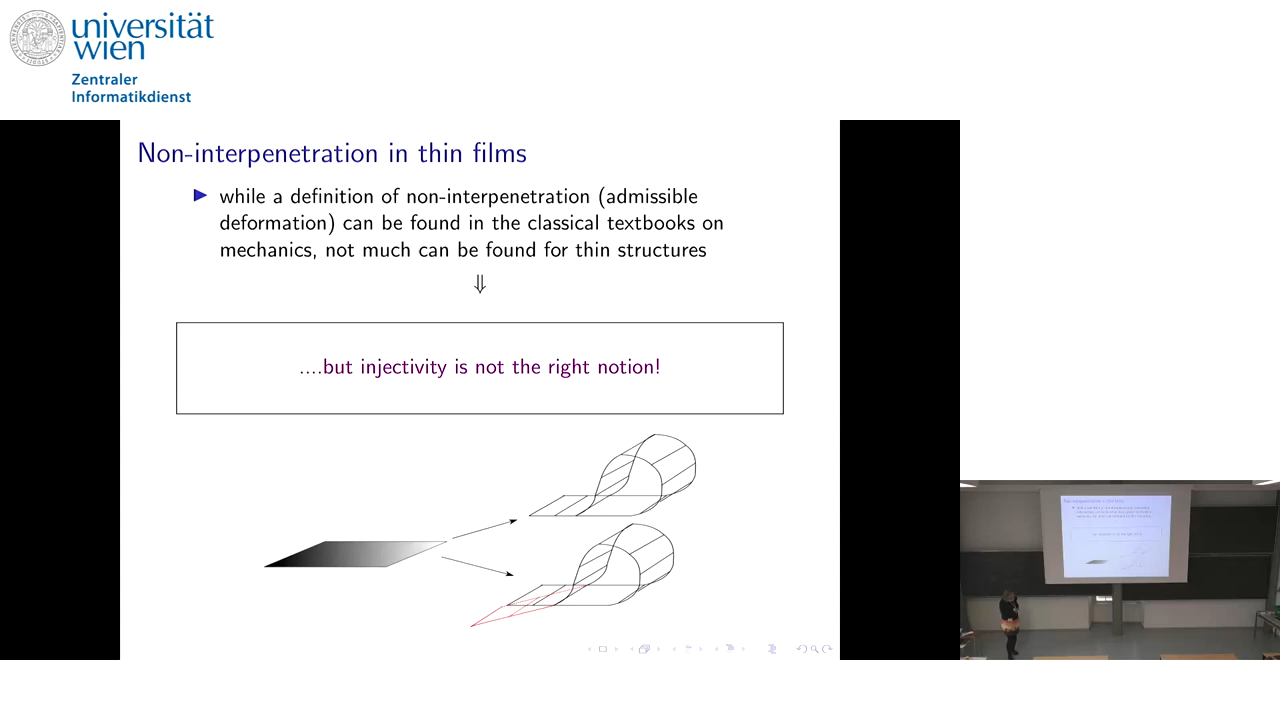 universität
wien
Zentraler
Informatikdienst
Non-interpenetration in thin films
while a definition of non-interpenetration (admissible
deformation) can be found in the classical textbooks on
mechanics, not much can be found for thin structures
⇓
....but injectivity is not the right notion!